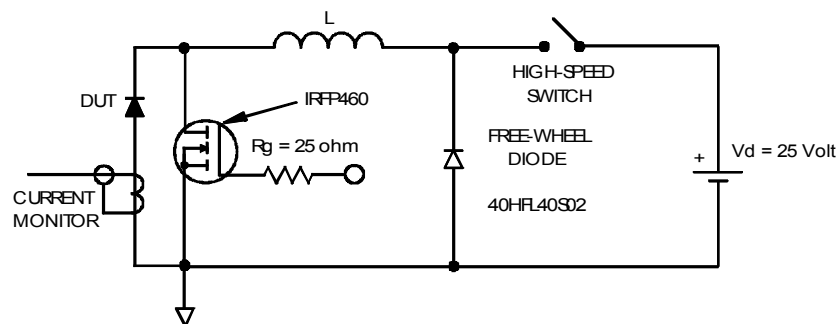 L
HIGH-SPEED
SWITCH
DUT
IRFP460
Rg = 25 ohm
FREE-WHEEL
DIODE
+
Vd = 25 Volt
40HFL40S02
CURRENT
MONITOR